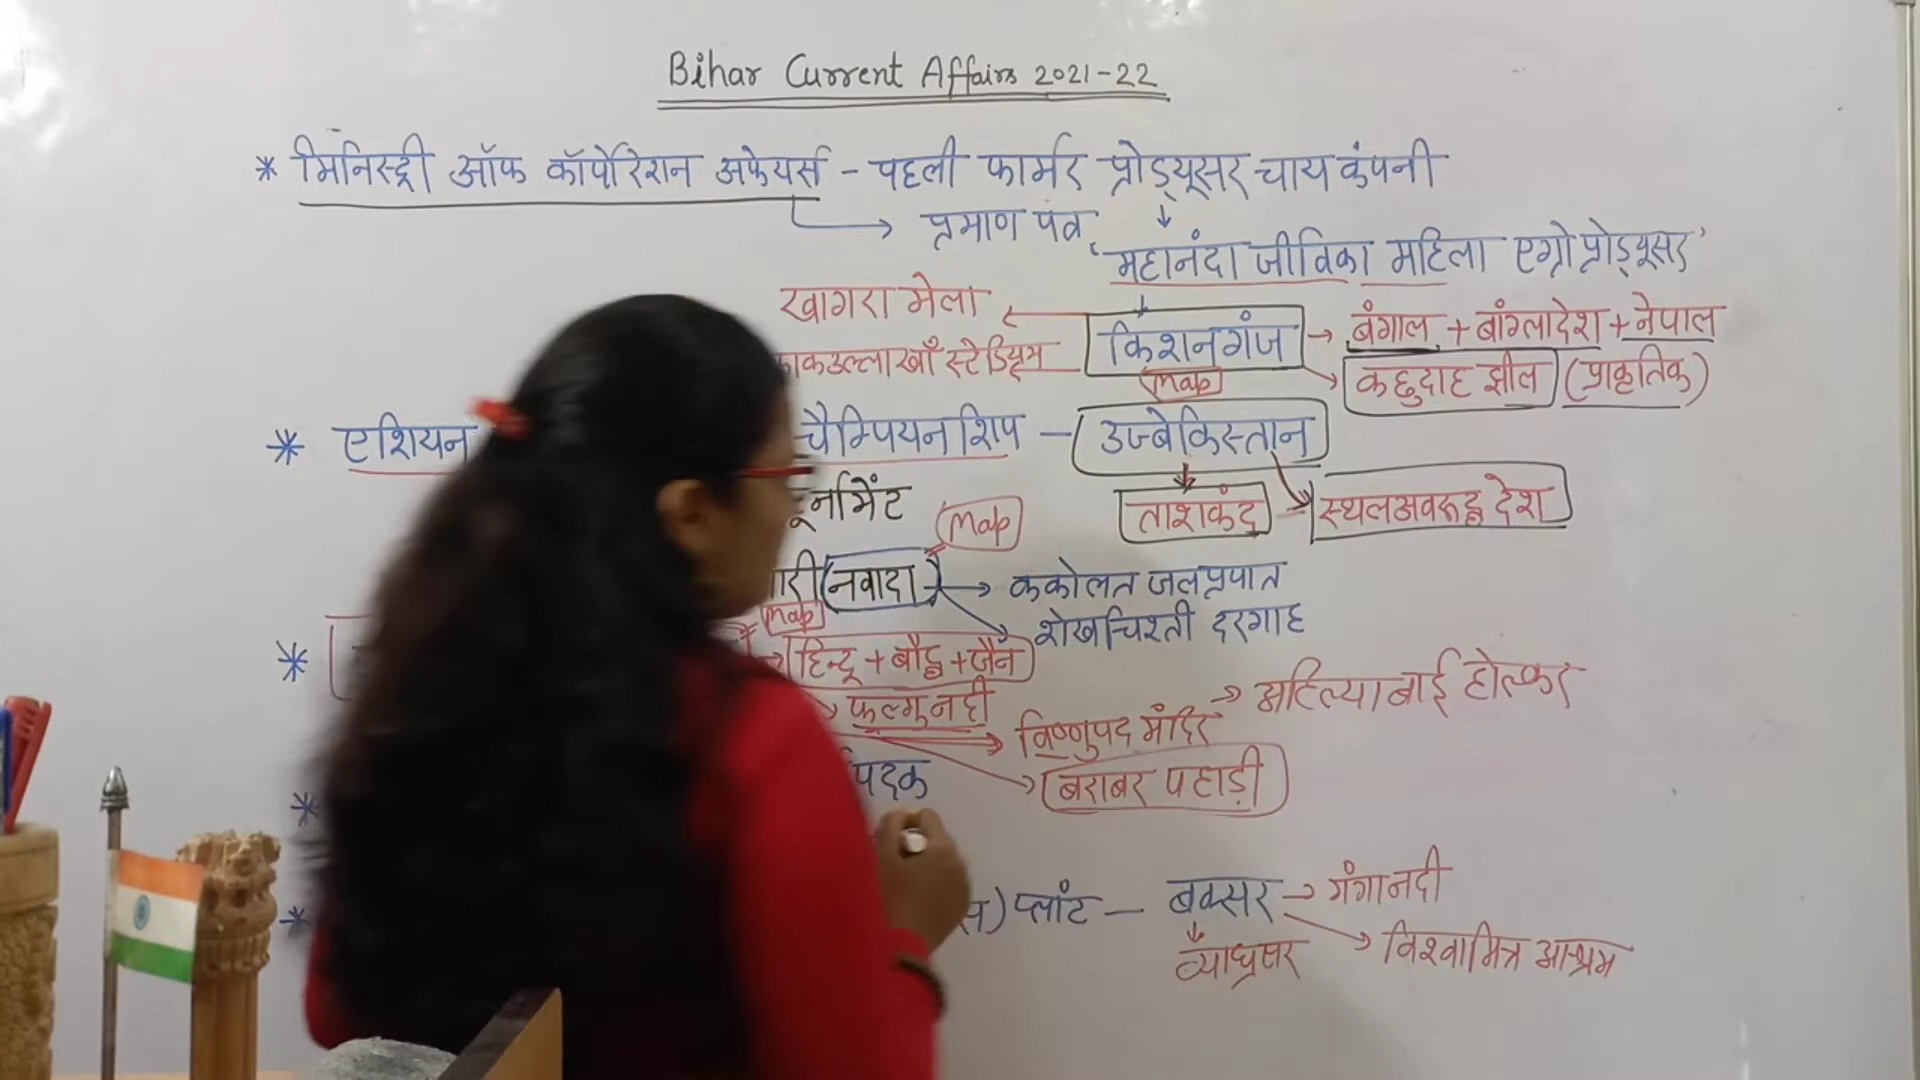 Bihar Current Affairs 2021-22
* मिनिस्ट्री ऑफ कॉर्पोरेशन अफेयर्स - पहली फार्मर प्रोड्यूसर चाय कंपनी
→ प्रमाण पत्र
'महानंदा जीविका महिला एग्रो प्रोड्यूसर'
खागरा मेला ← किशनगंज → बंगाल + बांग्लादेश + नेपाल
स्टेडियम
Map
→ कछुदाह झील (प्राकृतिक)
* एशियन चैम्पियनशिप - उज्बेकिस्तान
ताशकंद → स्थलअवरूद्ध देश
Map
(नवादा) → ककोलत जलप्रपात
→ शेखचिश्ती दरगाह
Map
* → हिन्दू + बौद्ध + जैन
→ फल्गु नदी
→ विष्णुपद मंदिर → अहिल्याबाई होल्कर
→ बराबर पहाड़ी
* पदक
* प्लांट - बक्सर → गंगा नदी
व्याघ्रसर → विश्वामित्र आश्रम